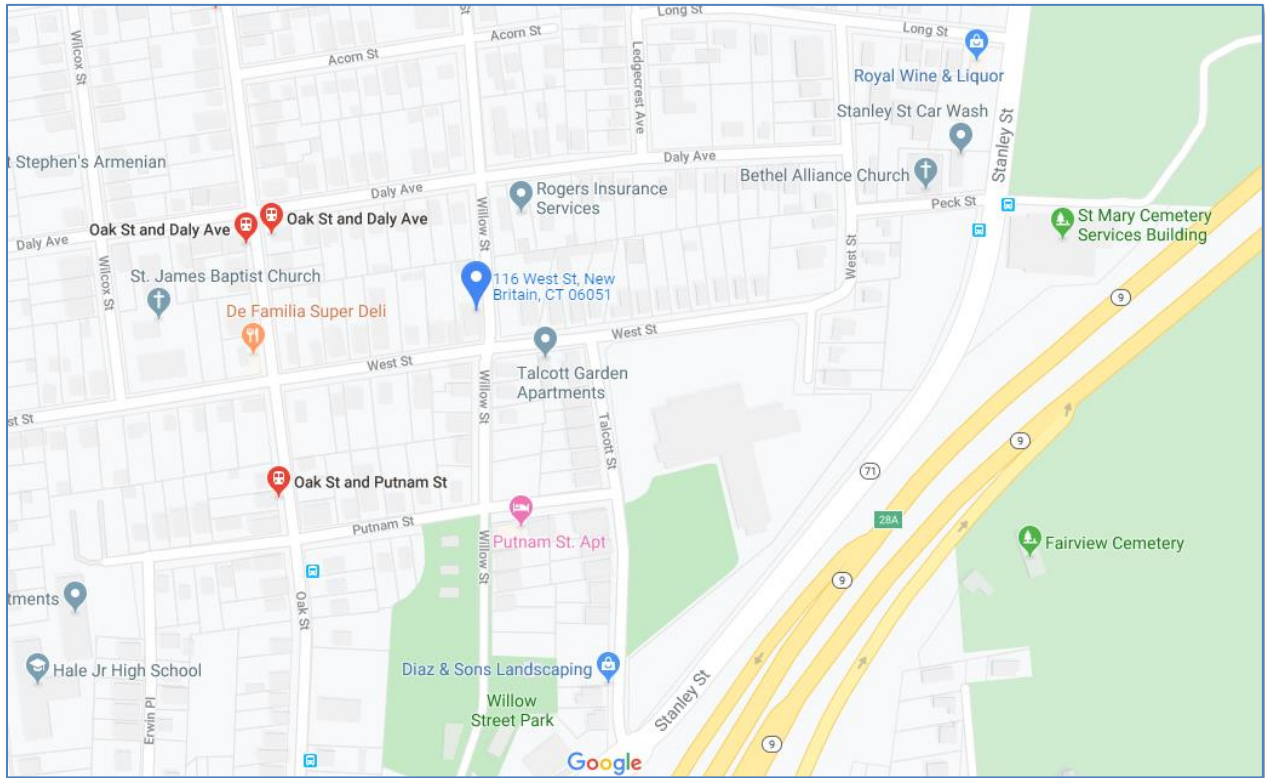 St
Long St
Long St
Wilcox St
Acorn St
Acorn St
Ledgecrest Ave
Royal Wine & Liquor
Stanley St Car Wash
Stanley St
t Stephen's Armenian
Daly Ave
Bethel Alliance Church
Rogers Insurance
Services
Daly Ave
Willow St
Peck St
Oak St and Daly Ave
Oak St and Daly Ave
St Mary Cemetery
Services Building
Daly Ave
Wilcox St
West St
St. James Baptist Church
116 West St, New
Britain, CT 06051
9
De Familia Super Deli
West St
West St
Talcott Garden
Apartments
Willow St
st St
Talcott St
9
71
Oak St and Putnam St
28A
Putnam St
Putnam St. Apt
Willow St
Fairview Cemetery
9
tments
Oak St
Hale Jr High School
Diaz & Sons Landscaping
Erwin Pl
Willow
Street Park
Stanley St
9
Google